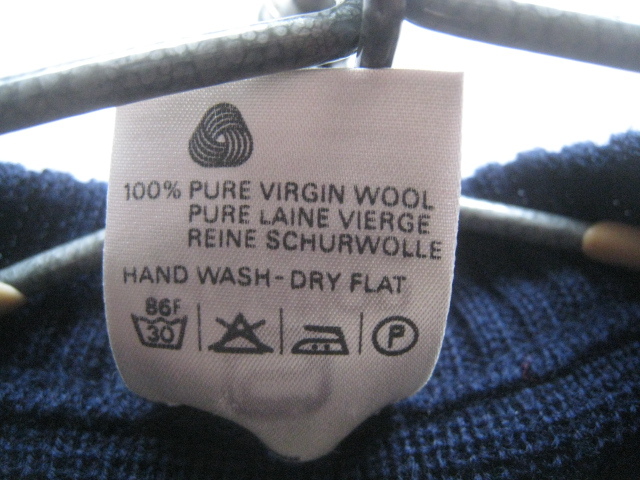 100% PURE VIRGIN WOOL
PURE LAINE VIERGE
REINE SCHURWOLLE
HAND WASH-DRY FLAT
86F
30
P